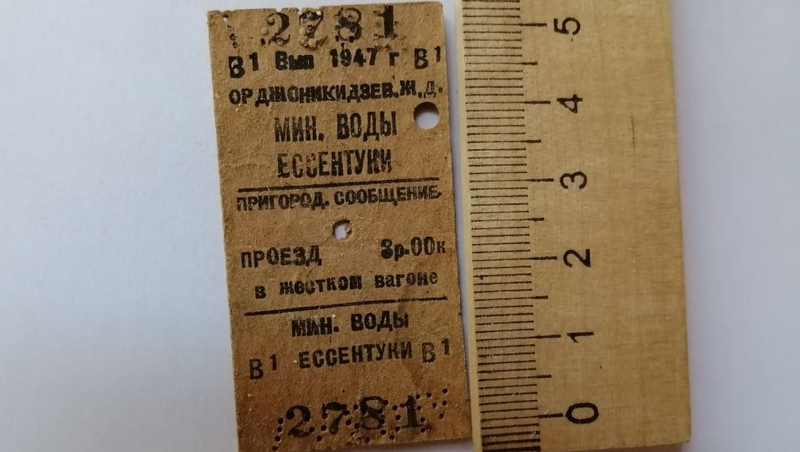 2781
В1 Вып 1947 г В1
ОРДЖОНИКИДЗЕВ.Ж.Д.
МИН. ВОДЫ
ЕССЕНТУКИ
ПРИГОРОД. СООБЩЕНИЕ.
ПРОЕЗД 3р.00к
в жестком вагоне
МИН. ВОДЫ
В1 ЕССЕНТУКИ В1
2781
5
4
3
2
1
0